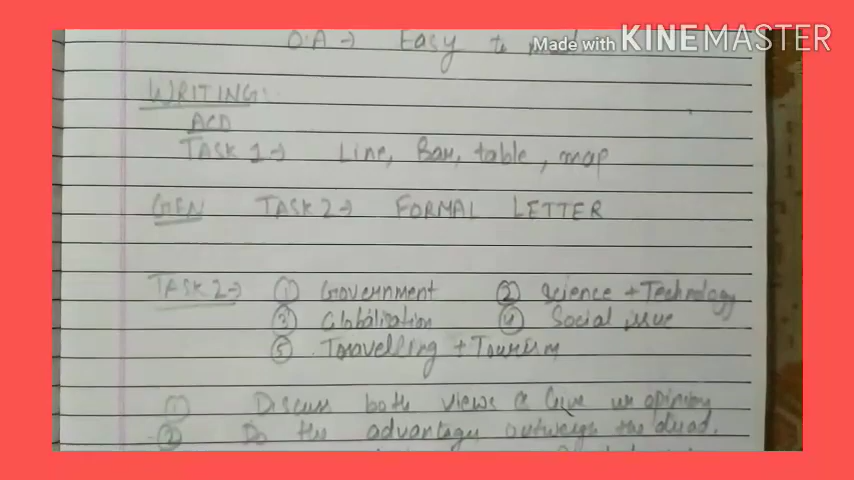 O.A → Easy to
Made with KINEMASTER
WRITING:
ACD
TASK 1 → Line, Bar, table, map
GEN TASK 2 → FORMAL LETTER
TASK 2 → ① Government ② Science + Technology
③ Globalization ④ Social issue
⑤ Travelling + Tourism
① Discuss both views & Give ur opinion
② Do the advantages outweigh the disad.